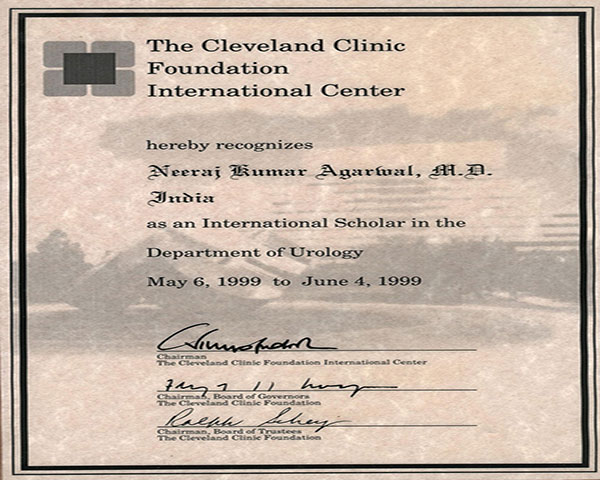 The Cleveland Clinic
Foundation
International Center
hereby recognizes
Neeraj Kumar Agarwal, M.D.
India
as an International Scholar in the
Department of Urology
May 6, 1999 to June 4, 1999
Chairman
The Cleveland Clinic Foundation International Center
Chairman, Board of Governors
The Cleveland Clinic Foundation
Ralph Schey
Chairman, Board of Trustees
The Cleveland Clinic Foundation